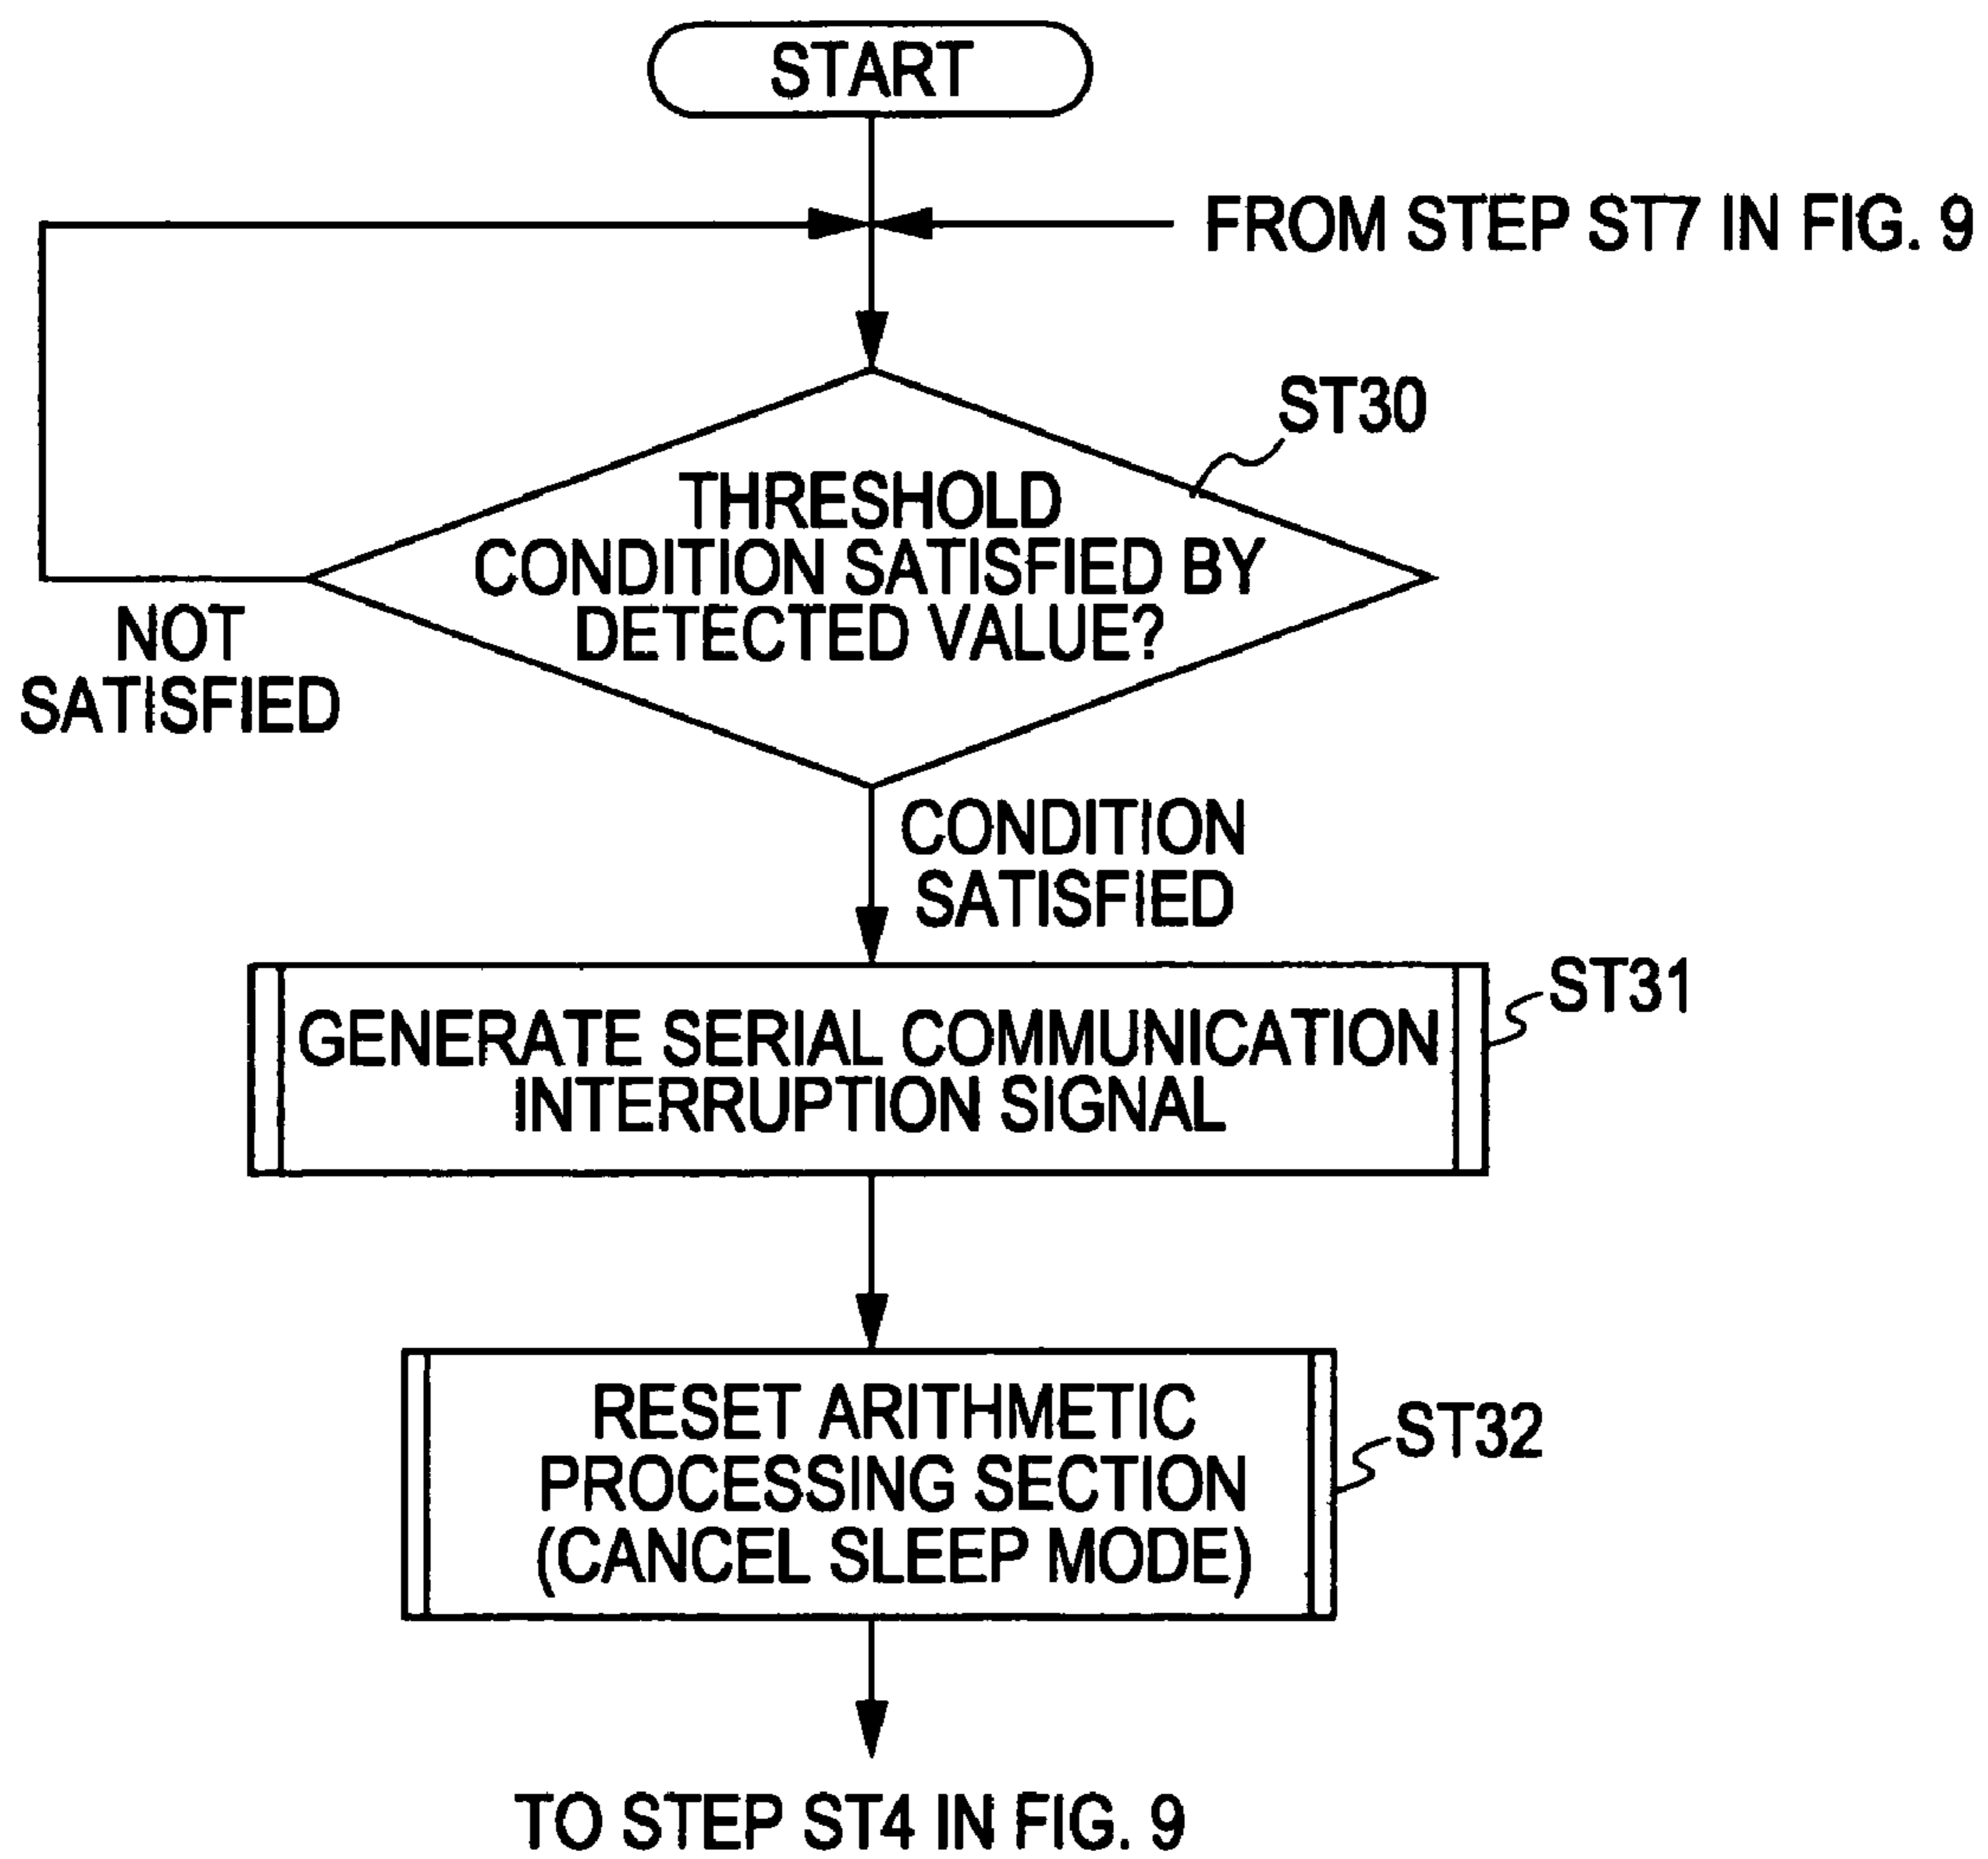 START
FROM STEP ST7 IN FIG. 9
ST30
THRESHOLD
CONDITION SATISFIED BY
DETECTED VALUE?
NOT
SATISFIED
CONDITION
SATISFIED
ST31
GENERATE SERIAL COMMUNICATION
INTERRUPTION SIGNAL
RESET ARITHMETIC
PROCESSING SECTION
(CANCEL SLEEP MODE)
ST32
TO STEP ST4 IN FIG. 9